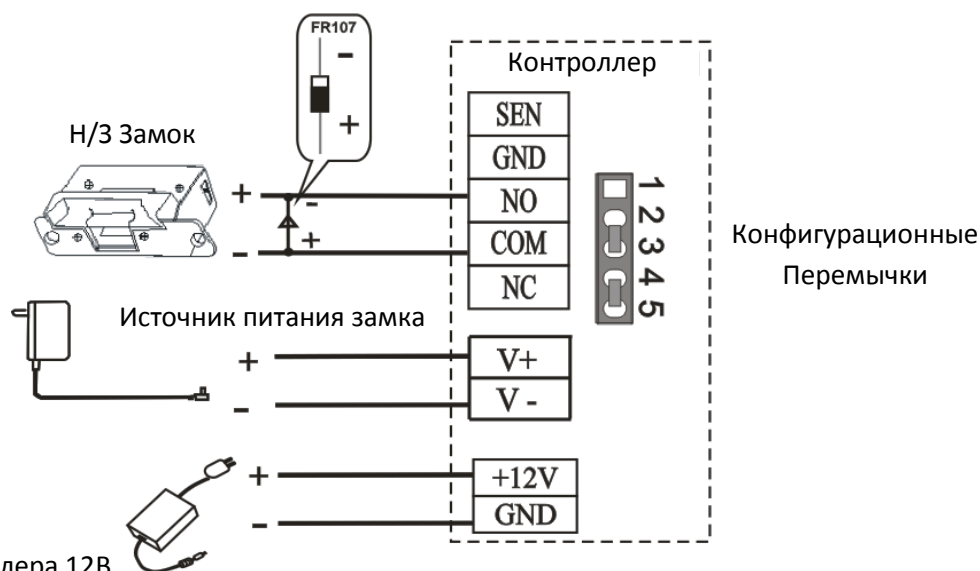 FR107
-
+
Контроллер
Н/З Замок
SEN
GND
NO
COM
NC
+
-
-
+
1
2
3
4
5
Конфигурационные
Перемычки
Источник питания замка
+
-
V+
V -
+
-
+12V
GND
12В